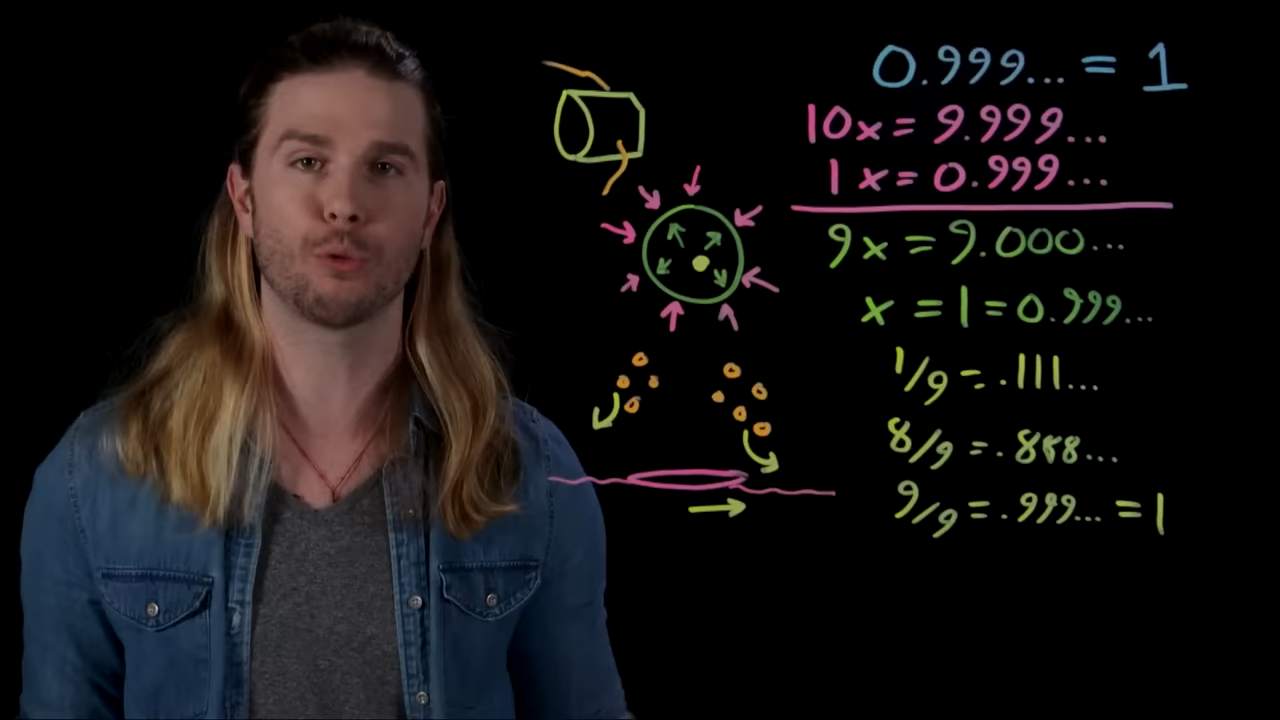 0.999... = 1
10x = 9.999...
1x = 0.999...
9x = 9.000...
x = 1 = 0.999...
1/9 = .111...
8/9 = .888...
9/9 = .999... = 1